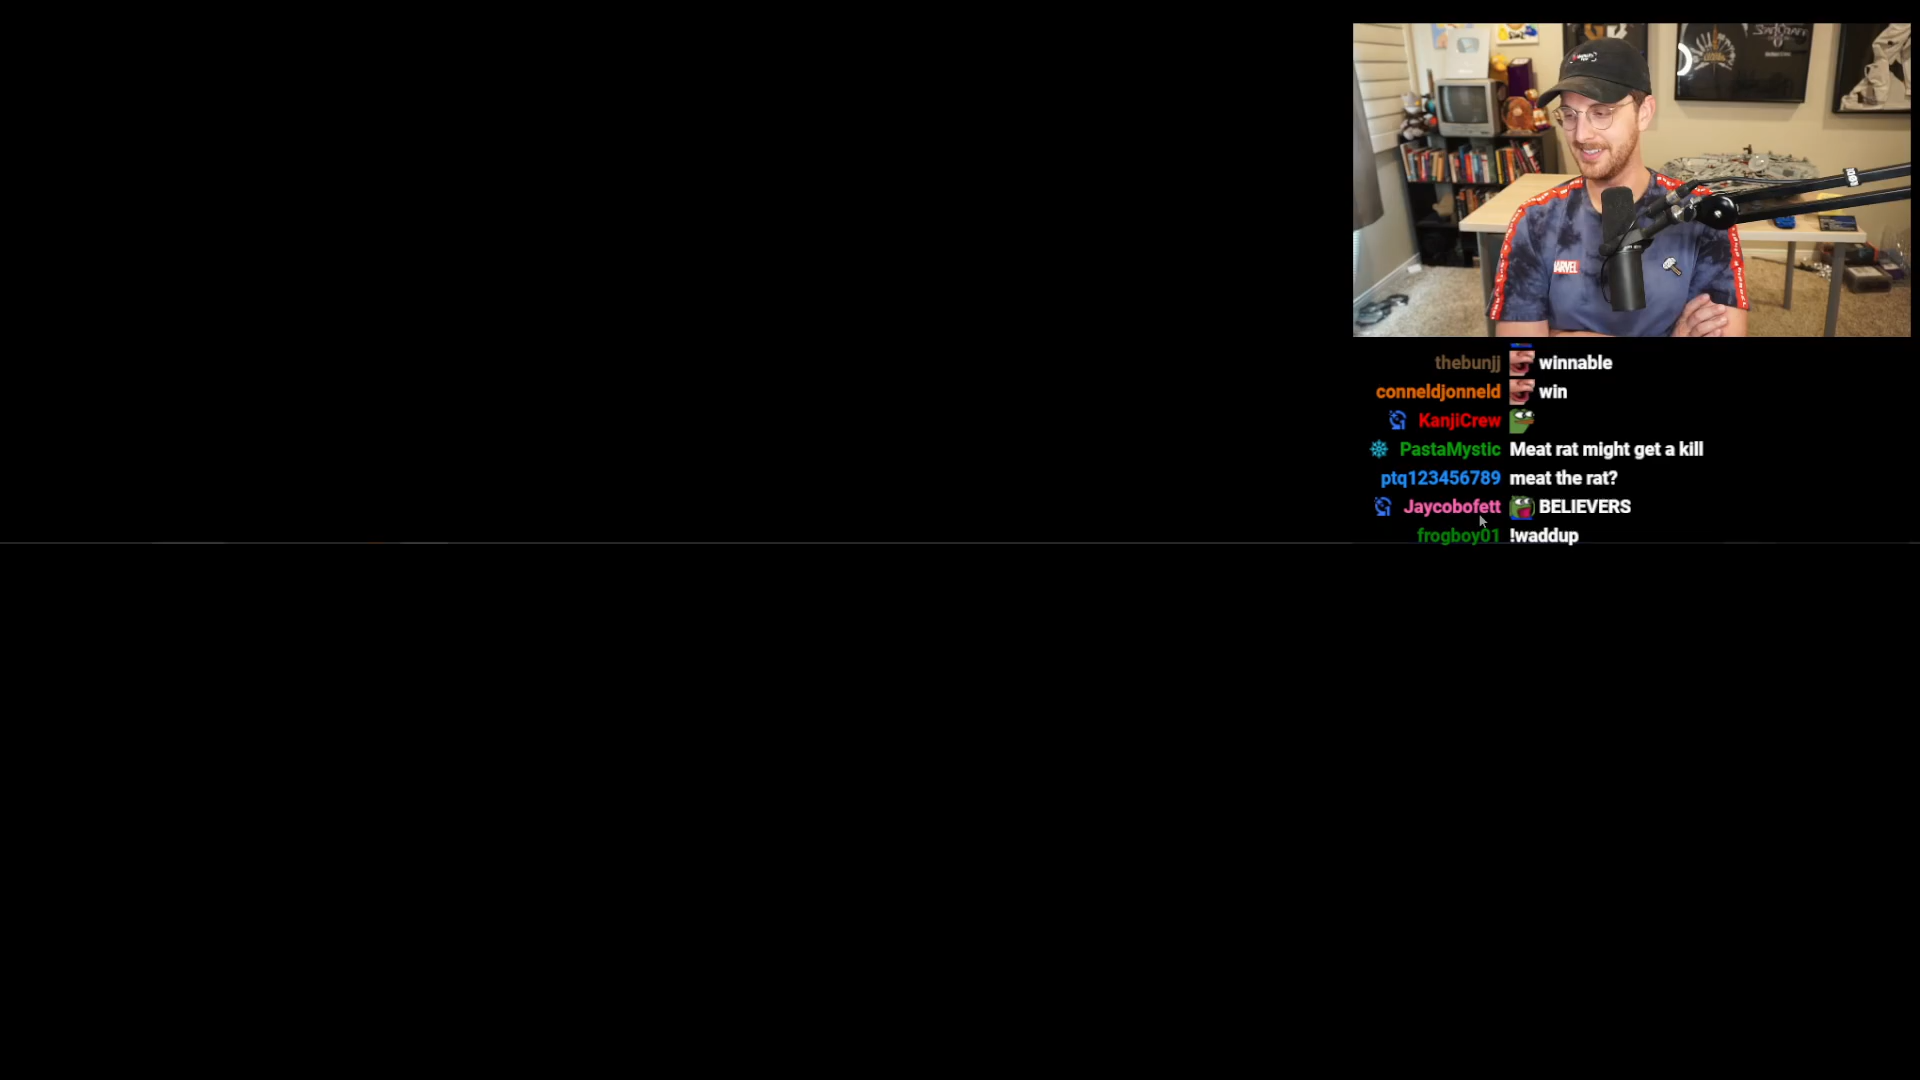 MARVEL
thebunjj winnable
conneldjonneld win
KanjiCrew
PastaMystic Meat rat might get a kill
ptq123456789 meat the rat?
Jaycobofett BELIEVERS
frogboy01 !waddup